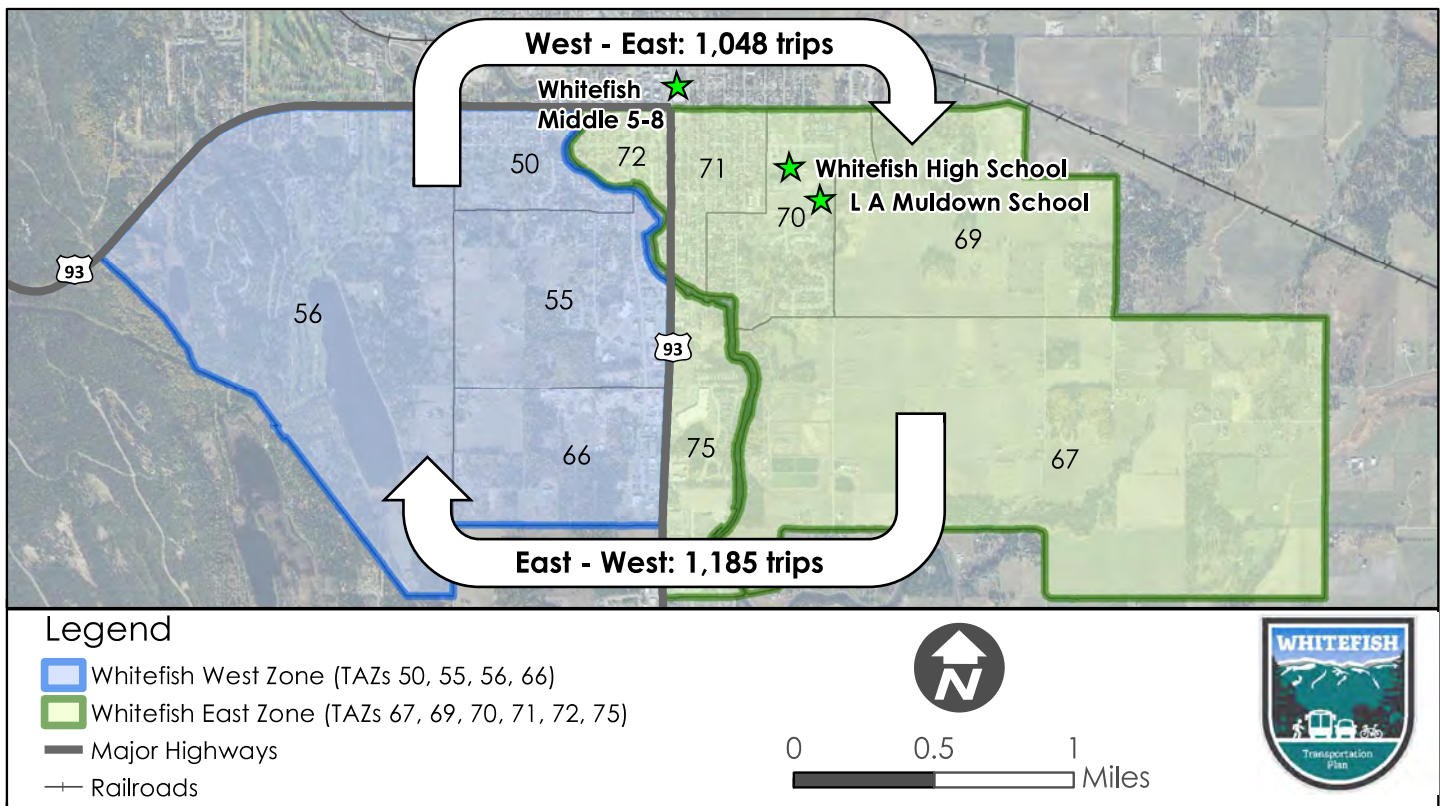 West - East: 1,048 trips
Whitefish
Middle 5-8
50
72
71
Whitefish High School
L A Muldown School
70
69
93
56
55
93
66
75
67
East - West: 1,185 trips
Legend
Whitefish West Zone (TAZs 50, 55, 56, 66)
Whitefish East Zone (TAZs 67, 69, 70, 71, 72, 75)
Major Highways
Railroads
N
0 0.5 1
Miles
WHITEFISH
Transportation
Plan